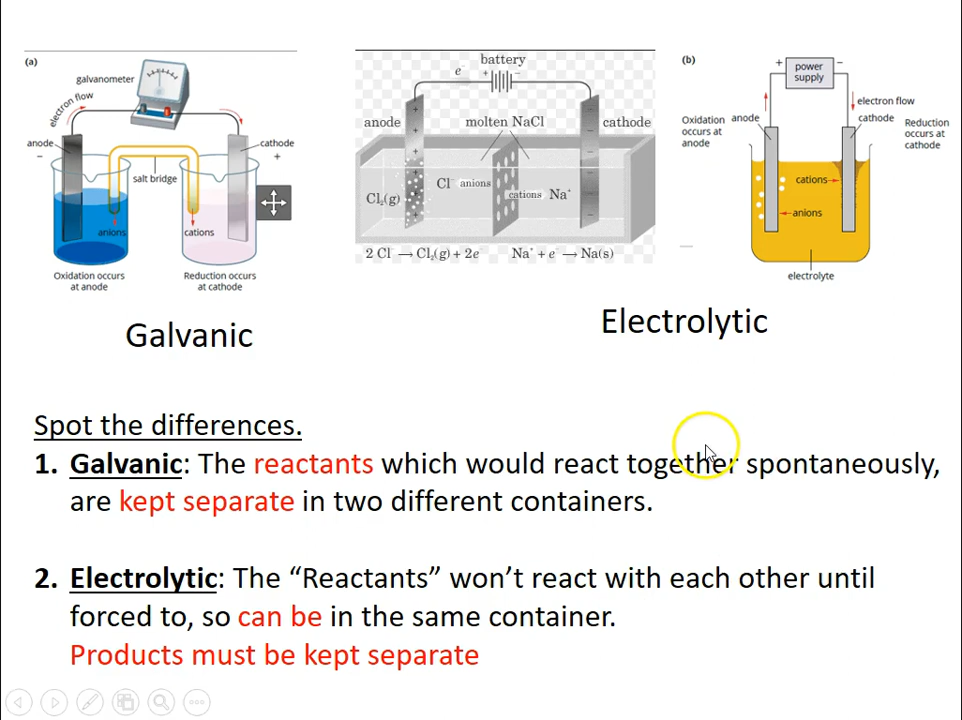 (a)
galvanometer
electron flow
anode
−
cathode
+
salt bridge
anions
cations
Oxidation occurs
at anode
Reduction occurs
at cathode
Galvanic
battery
e⁻
+ −
anode
molten NaCl
cathode
Cl₂(g)
Cl⁻ anions
cations Na⁺
2 Cl⁻ → Cl₂(g) + 2e⁻
Na⁺ + e⁻ → Na(s)
(b)
+ power −
supply
electron flow
Oxidation
occurs at
anode
anode
cathode
Reduction
occurs at
cathode
cations
anions
electrolyte
Electrolytic
Spot the differences.
1. Galvanic: The reactants which would react together spontaneously,
are kept separate in two different containers.
2. Electrolytic: The “Reactants” won’t react with each other until
forced to, so can be in the same container.
Products must be kept separate